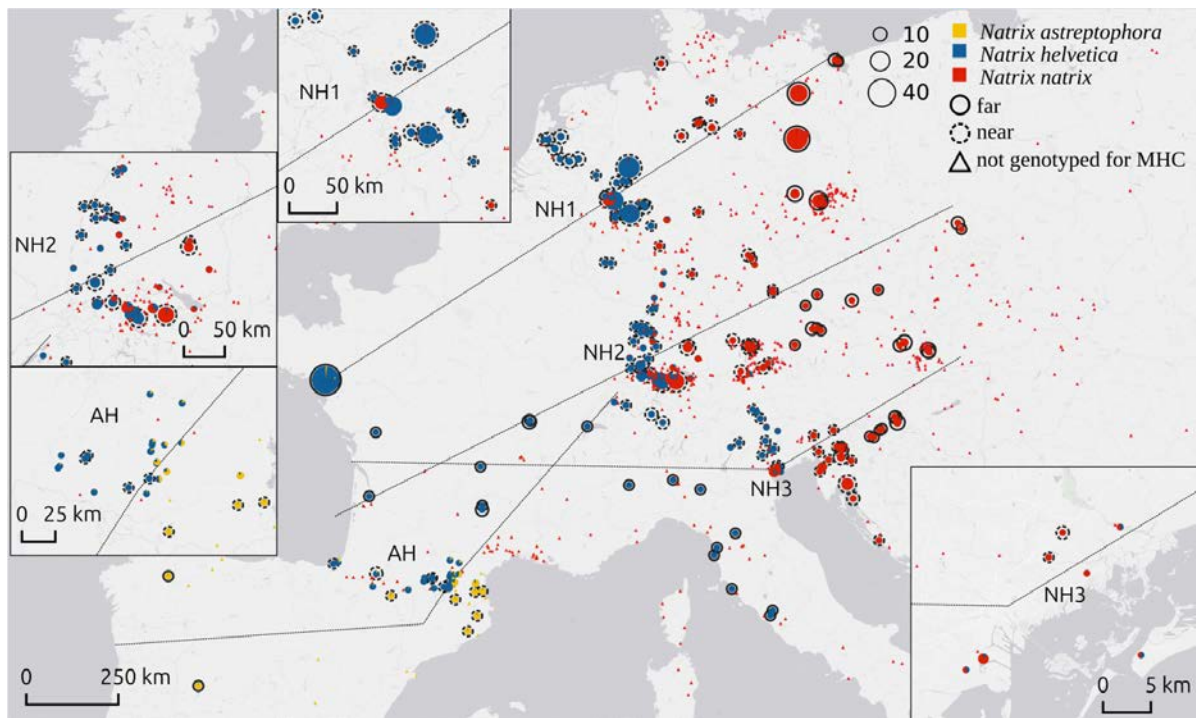 10
20
40
Natrix astreptophora
Natrix helvetica
Natrix natrix
far
near
not genotyped for MHC
NH1
0 50 km
NH2
0 50 km
AH
0 25 km
NH1
NH2
NH3
AH
0 250 km
NH3
0 5 km